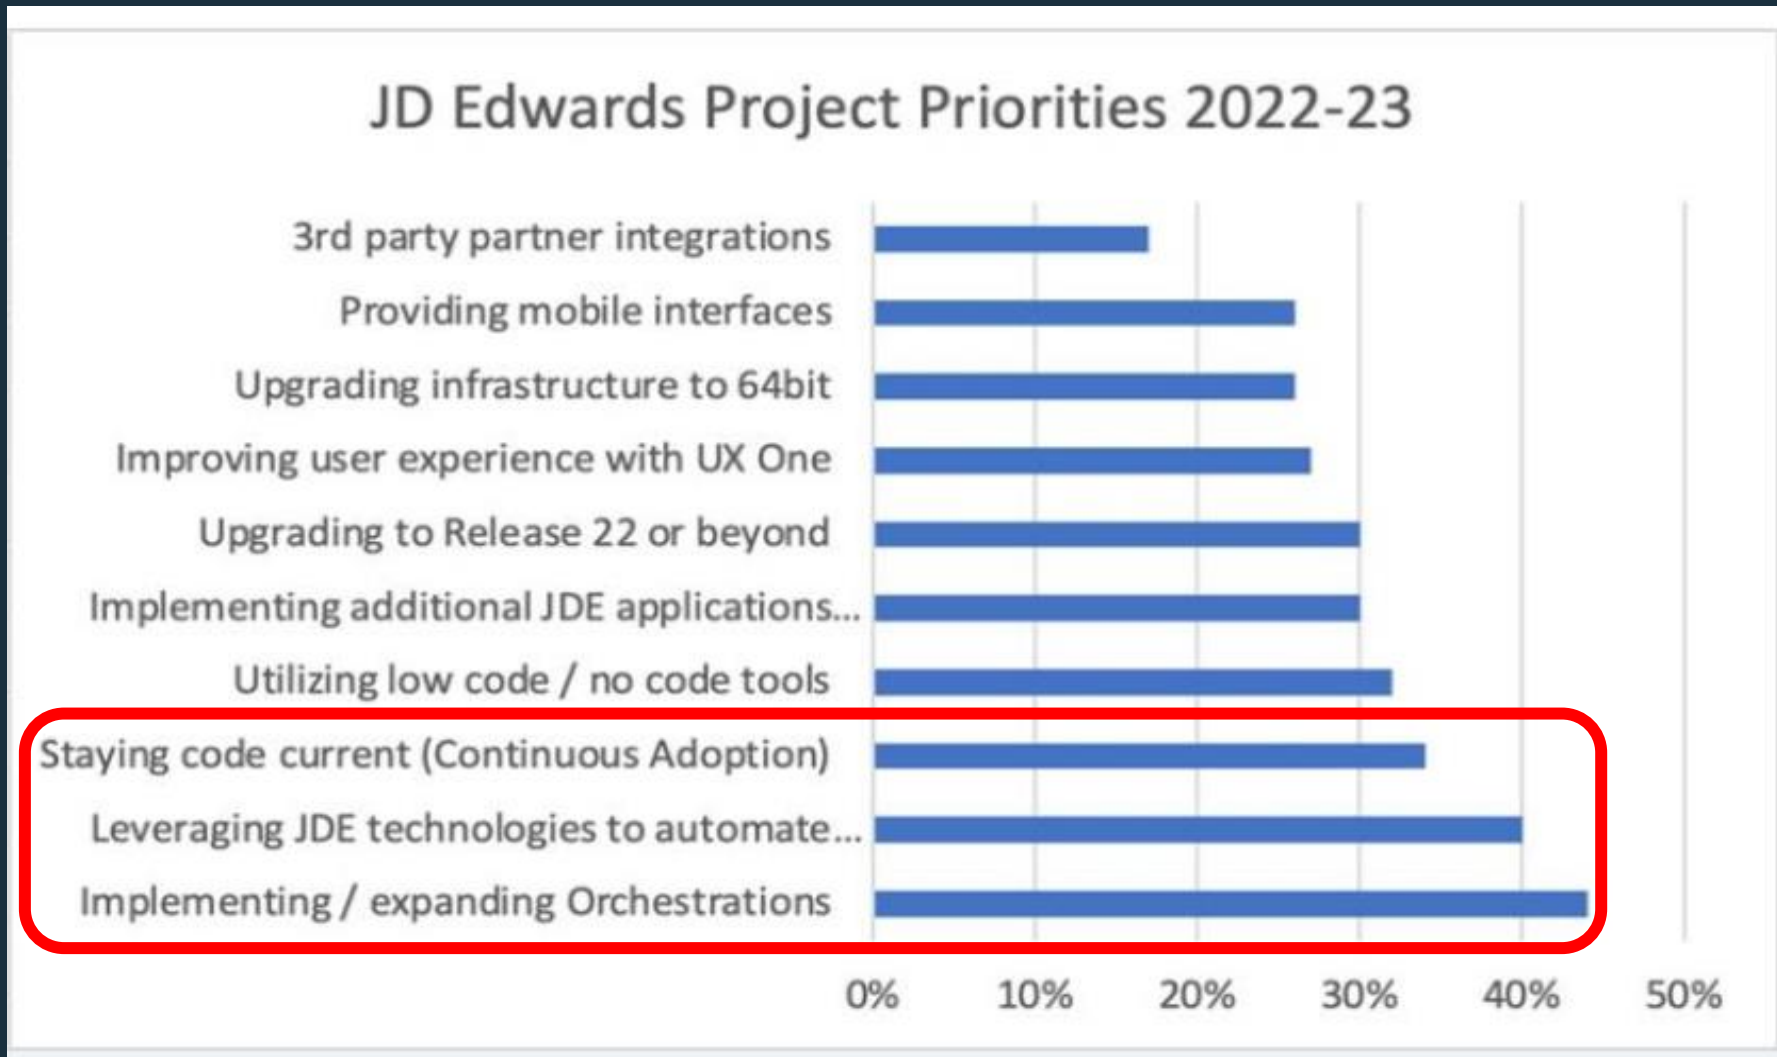 JD Edwards Project Priorities 2022-23
3rd party partner integrations
Providing mobile interfaces
Upgrading infrastructure to 64bit
Improving user experience with UX One
Upgrading to Release 22 or beyond
Implementing additional JDE applications...
Utilizing low code / no code tools
Staying code current (Continuous Adoption)
Leveraging JDE technologies to automate...
Implementing / expanding Orchestrations
0% 10% 20% 30% 40% 50%